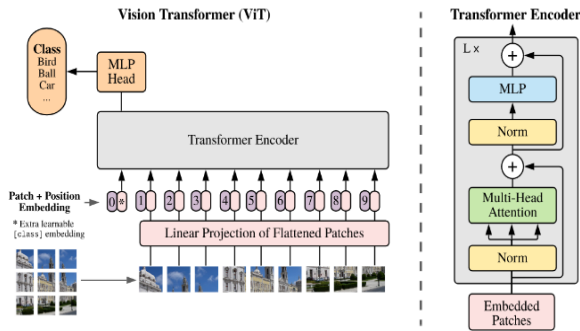 Vision Transformer (ViT)
Class
Bird
Ball
Car
...
MLP
Head
Transformer Encoder
Patch + Position
Embedding
0 * 1 2 3 4 5 6 7 8 9
* Extra learnable
[class] embedding
Linear Projection of Flattened Patches
Transformer Encoder
L x
+
MLP
Norm
+
Multi-Head
Attention
Norm
Embedded
Patches